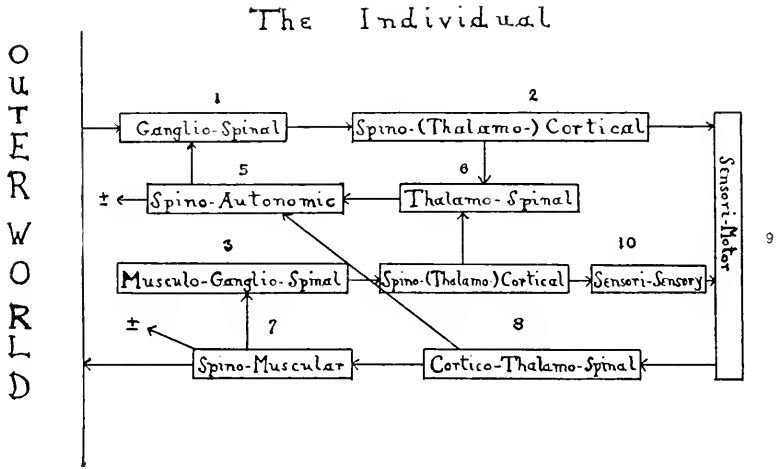 The Individual
OUTER WORLD
1
2
Ganglio-Spinal
Spino-(Thalamo-)Cortical
5
6
± Spino-Autonomic
Thalamo-Spinal
Sensori-Motor
9
3
10
Musculo-Ganglio-Spinal
Spino-(Thalamo.)Cortical
Sensori-Sensory
±
7
8
Spino-Muscular
Cortico-Thalamo-Spinal